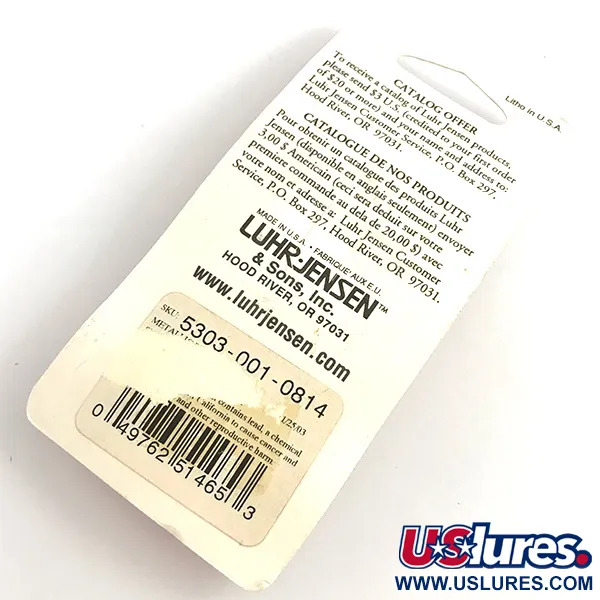 Litho in U.S.A.
CATALOG OFFER
To receive a catalog of Luhr Jensen products,
please send $3 U.S. (credited to your first order
of $20 or more) and your name and address to:
Luhr Jensen Customer Service, P.O. Box 297,
Hood River, OR 97031.
CATALOGUE DE NOS PRODUITS
Pour obtenir un catalogue des produits Luhr
Jensen (disponible en anglais seulement) envoyer
3,00 $ Americain (ceci sera deduit sur votre
premiere commande au dela de 20,00 $) avec
votre nom et adresse a: Luhr Jensen Customer
Service, P.O. Box 297, Hood River, OR 97031.
MADE IN U.S.A. · FABRIQUE AUX E.U.
LUHR-JENSEN™
& Sons, Inc.
HOOD RIVER, OR 97031
www.luhrjensen.com
SKU: 5303-001-0814
METAL
1/25/03
contains lead, a chemical
California to cause cancer and
and other reproductive harm.
0 49762 51465 3
USlures.
WWW.USLURES.COM